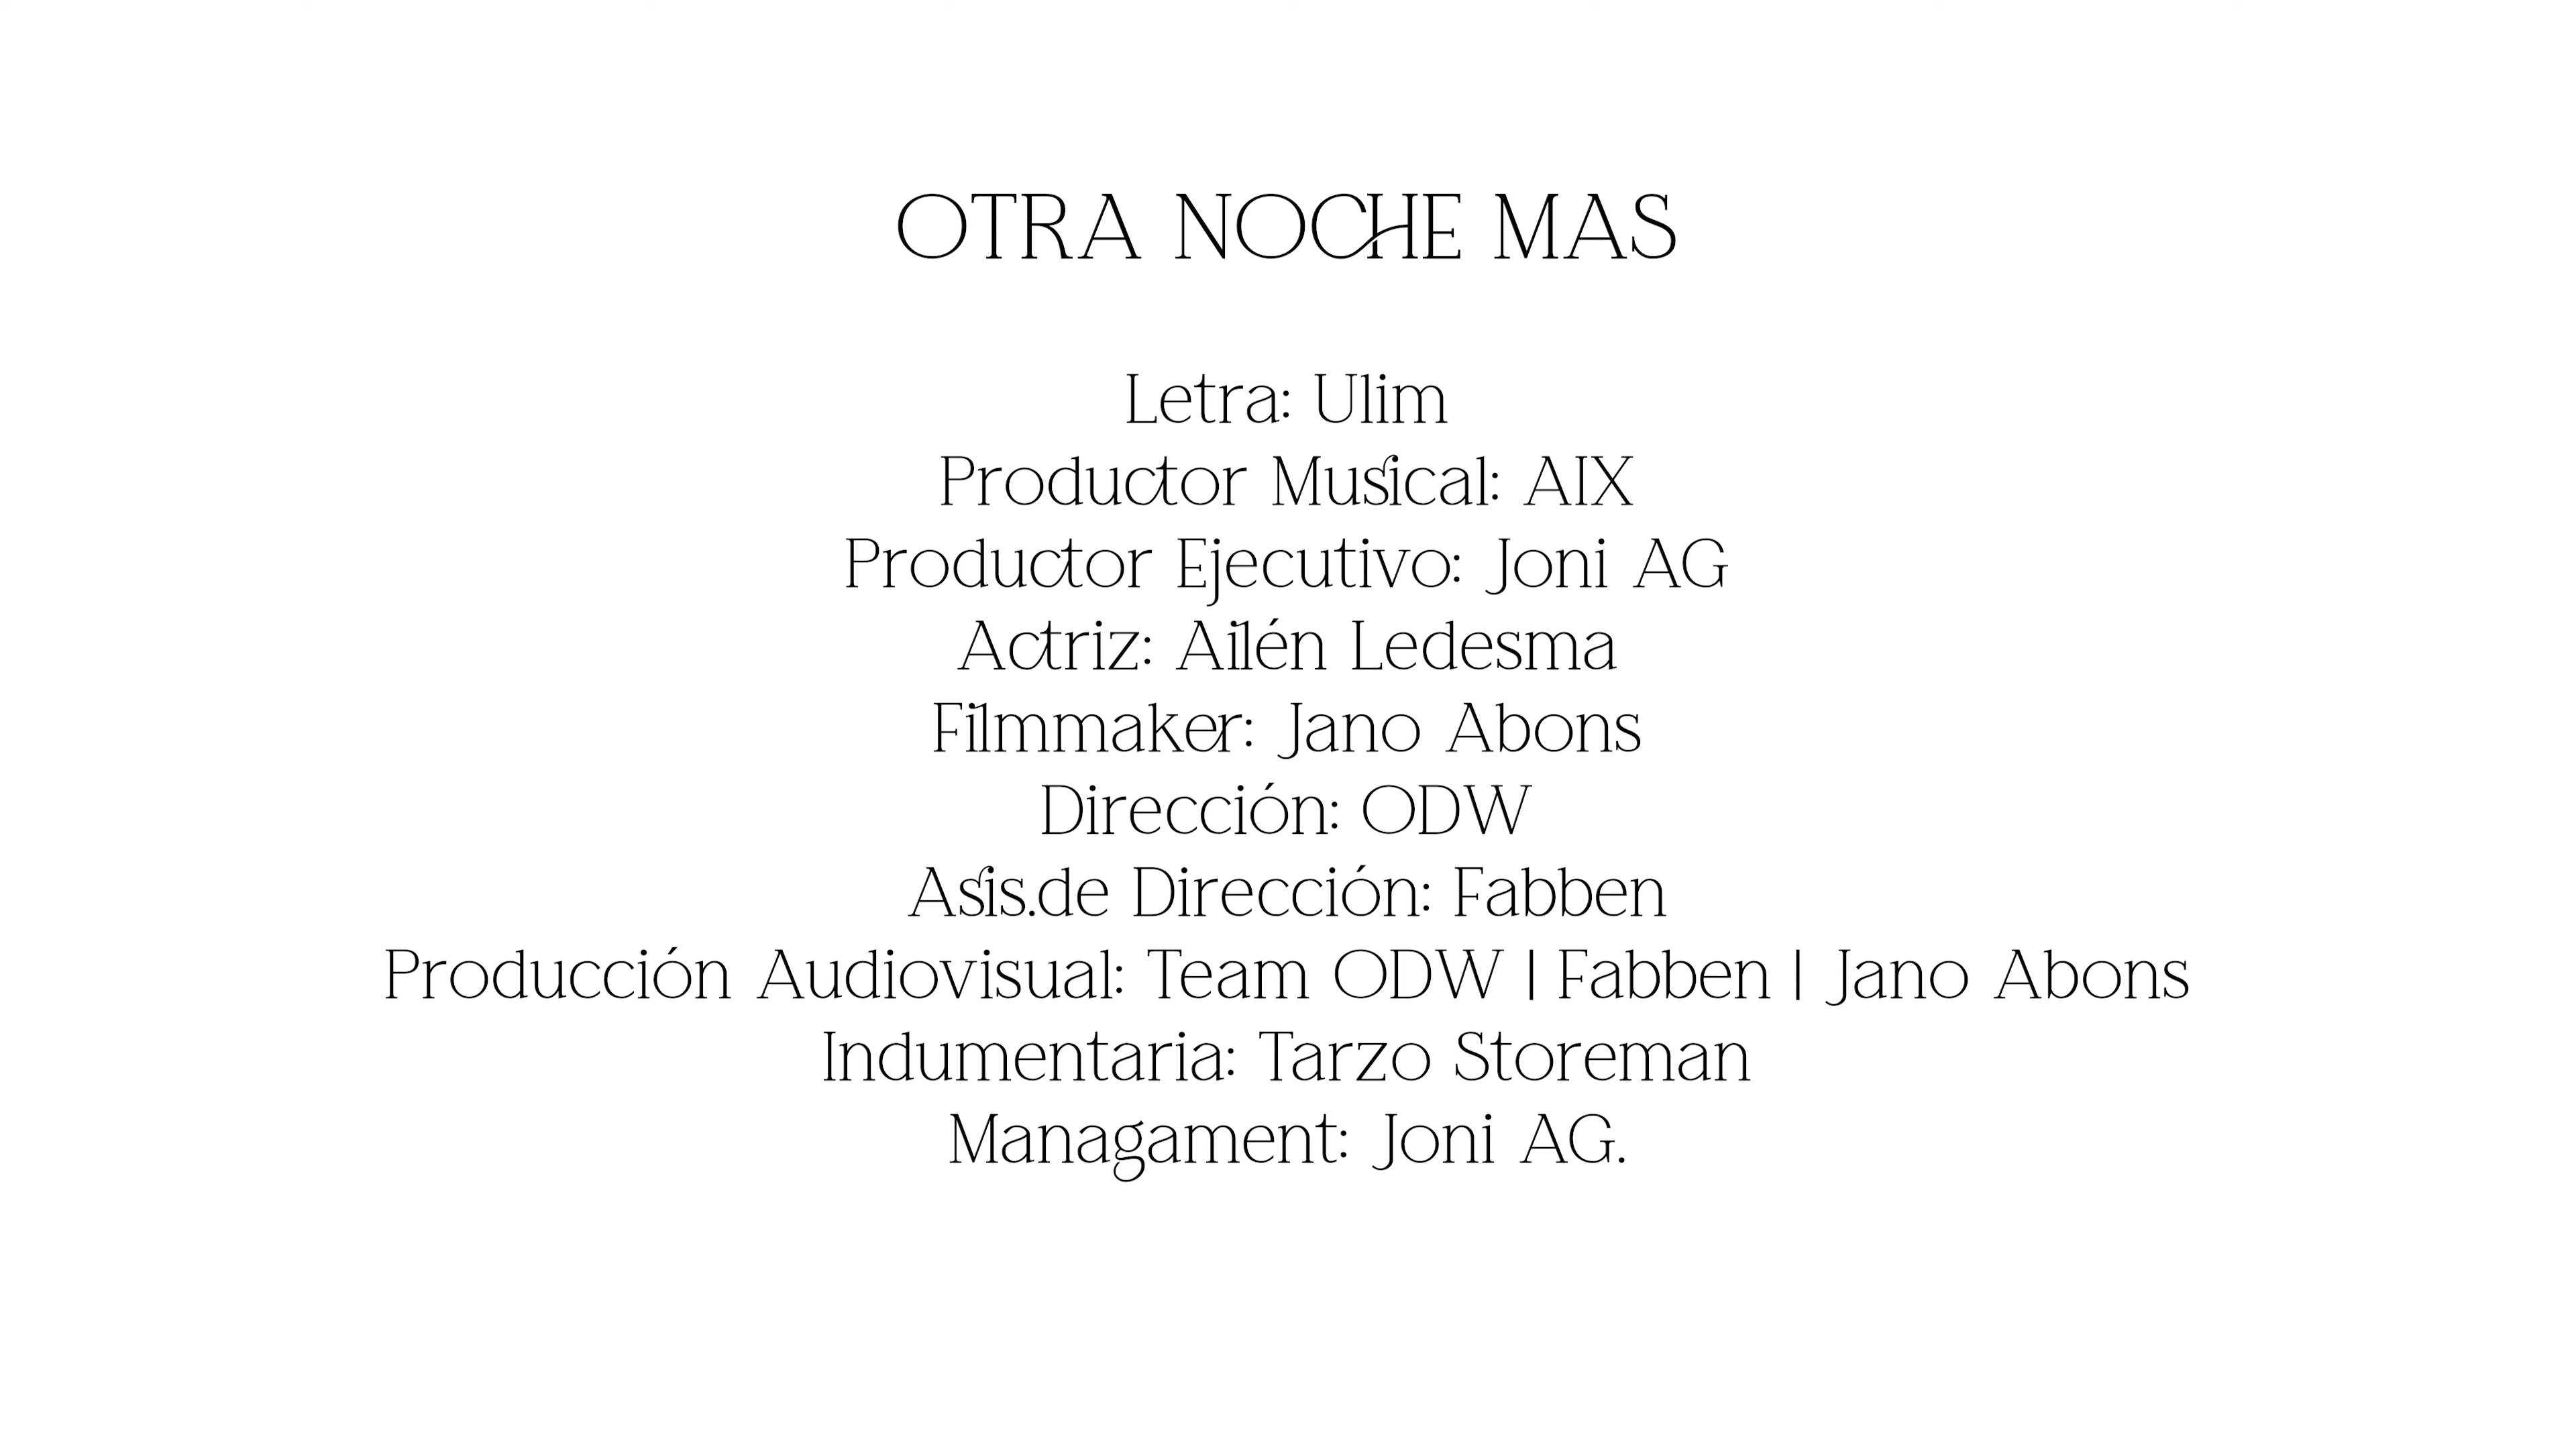 OTRA NOCHE MAS
Letra: Ulim
Productor Musical: AIX
Productor Ejecutivo: Joni AG
Actriz: Ailén Ledesma
Filmmaker: Jano Abons
Dirección: ODW
Asis.de Dirección: Fabben
Producción Audiovisual: Team ODW | Fabben | Jano Abons
Indumentaria: Tarzo Storeman
Managament: Joni AG.